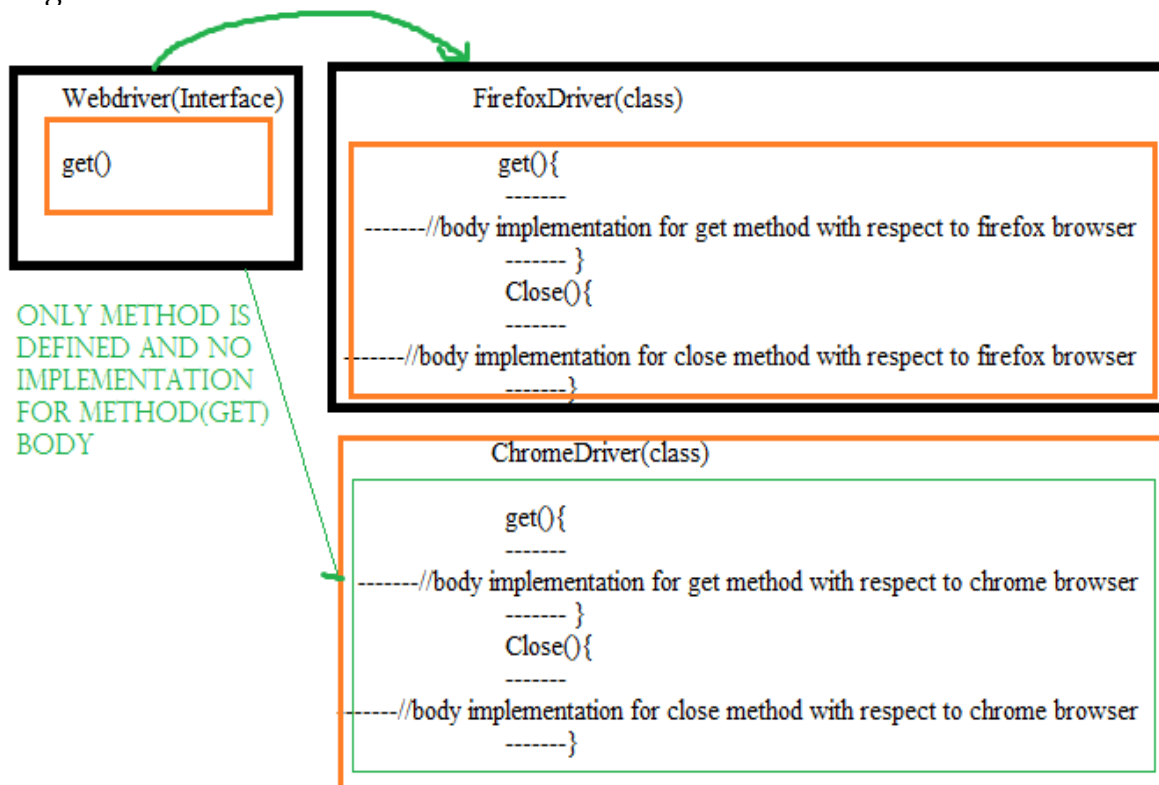 Webdriver(Interface)
get()
ONLY METHOD IS
DEFINED AND NO
IMPLEMENTATION
FOR METHOD(GET)
BODY
FirefoxDriver(class)
get(){
-------
-------//body implementation for get method with respect to firefox browser
------- }
Close(){
-------
-------//body implementation for close method with respect to firefox browser
-------}
ChromeDriver(class)
get(){
-------
-------//body implementation for get method with respect to chrome browser
------- }
Close(){
-------
-------//body implementation for close method with respect to chrome browser
-------}